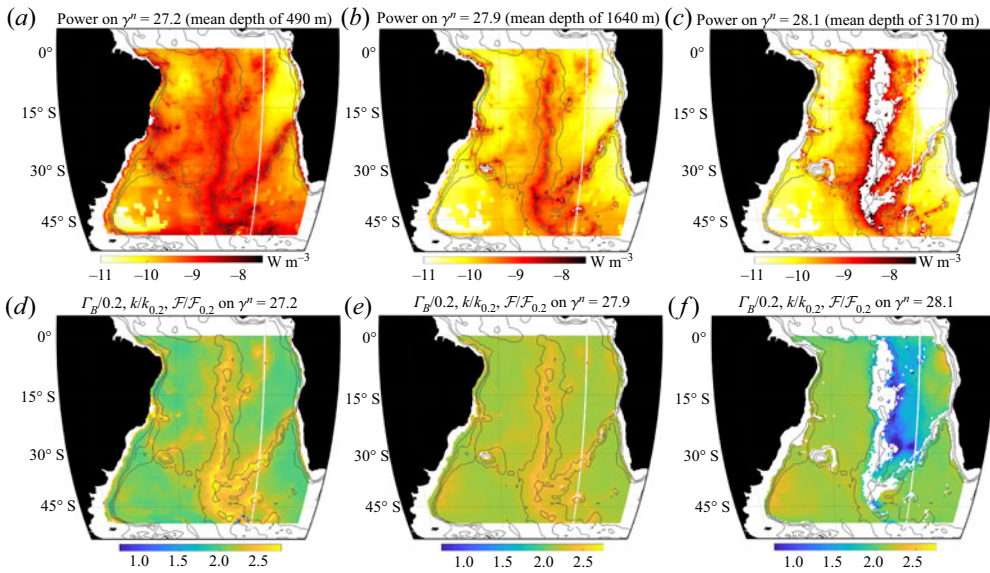 (a) Power on γⁿ = 27.2 (mean depth of 490 m)
(b) Power on γⁿ = 27.9 (mean depth of 1640 m)
(c) Power on γⁿ = 28.1 (mean depth of 3170 m)
0° 0° 0°
15° S 15° S 15° S
30° S 30° S 30° S
45° S 45° S 45° S
−11 −10 −9 −8 W m⁻³
−11 −10 −9 −8 W m⁻³
−11 −10 −9 −8 W m⁻³
(d) Γ_B/0.2, k/k₀.₂, ℱ/ℱ₀.₂ on γⁿ = 27.2
(e) Γ_B/0.2, k/k₀.₂, ℱ/ℱ₀.₂ on γⁿ = 27.9
(f) Γ_B/0.2, k/k₀.₂, ℱ/ℱ₀.₂ on γⁿ = 28.1
0° 0° 0°
15° S 15° S 15° S
30° S 30° S 30° S
45° S 45° S 45° S
1.0 1.5 2.0 2.5
1.0 1.5 2.0 2.5
1.0 1.5 2.0 2.5